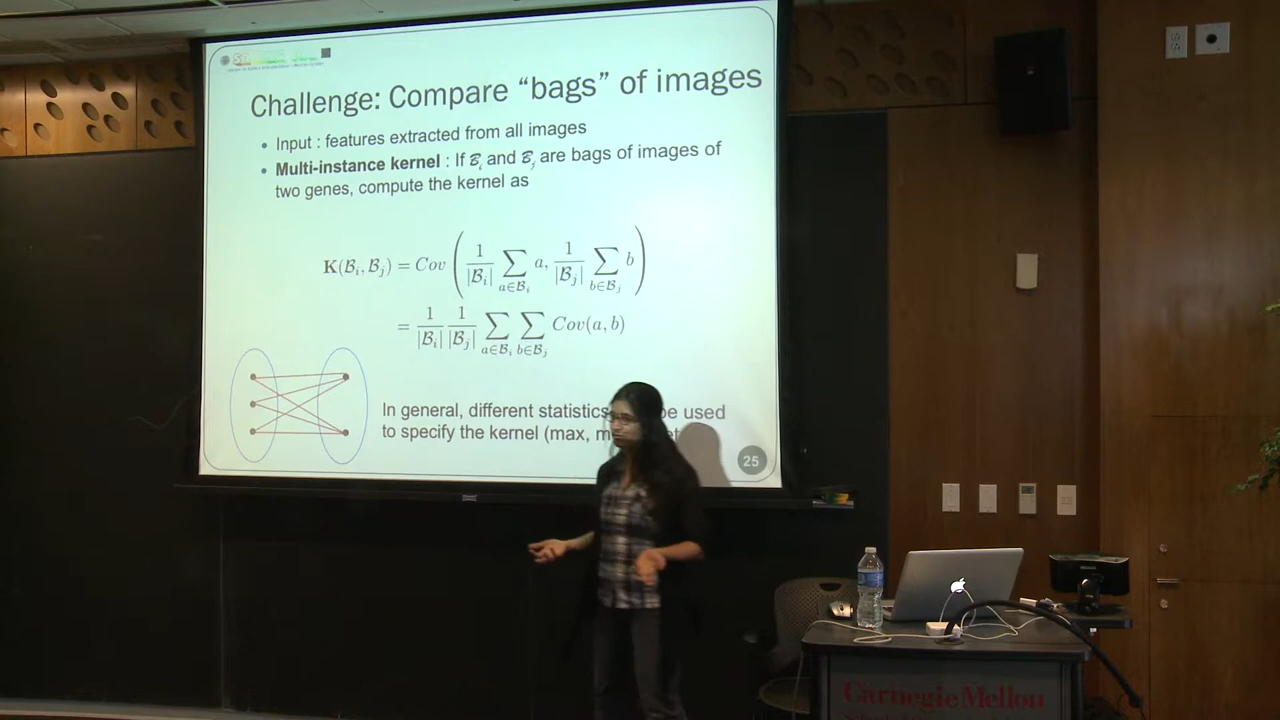 Challenge: Compare “bags” of images
• Input : features extracted from all images
• Multi-instance kernel : If ℬᵢ and ℬⱼ are bags of images of
two genes, compute the kernel as
K(ℬᵢ, ℬⱼ) = Cov ( 1/|ℬᵢ| ∑_{a∈ℬᵢ} a, 1/|ℬⱼ| ∑_{b∈ℬⱼ} b )
= 1/|ℬᵢ| 1/|ℬⱼ| ∑_{a∈ℬᵢ} ∑_{b∈ℬⱼ} Cov(a, b)
In general, different statistics be used
to specify the kernel (max,
25
Carnegie Mellon